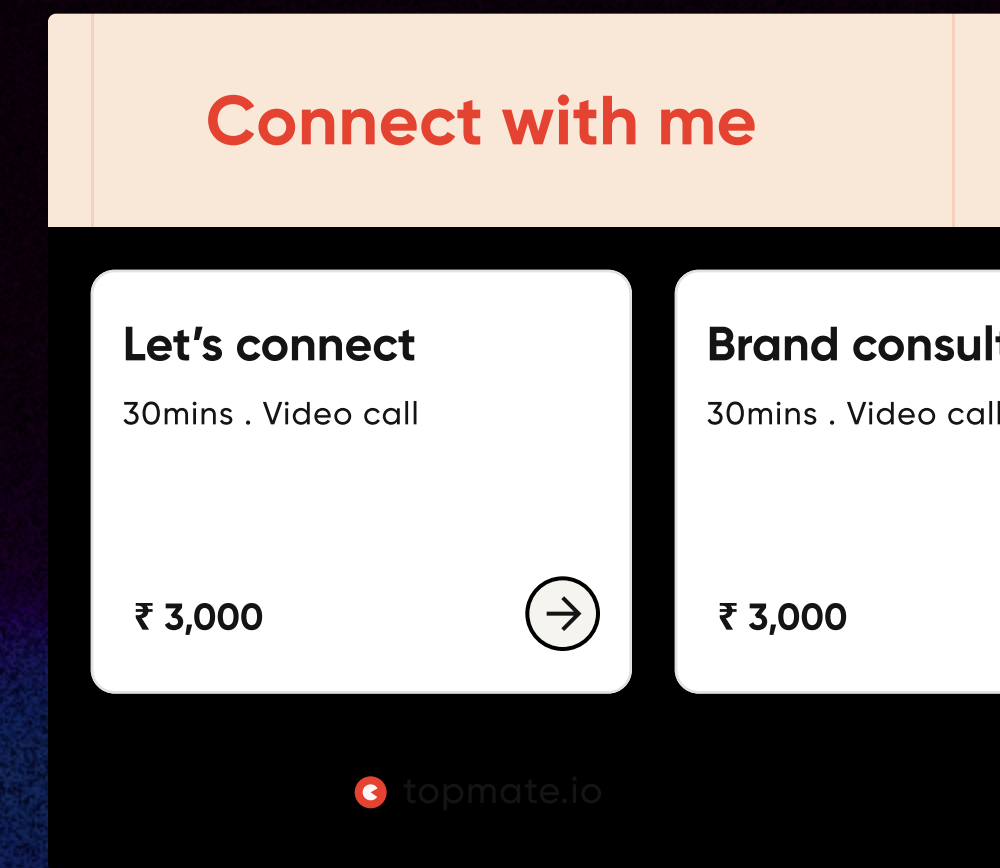 Connect with me
Let’s connect
30mins . Video call
₹ 3,000
Brand consult
30mins . Video call
₹ 3,000
topmate.io